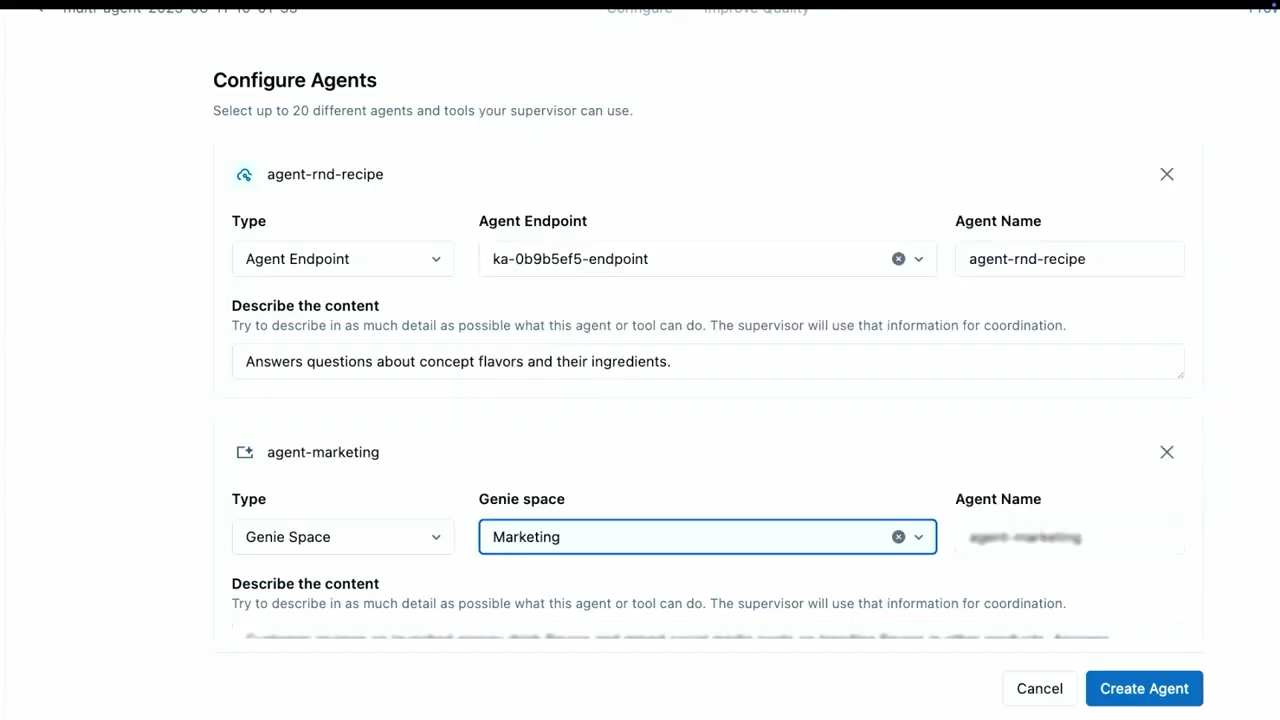 Configure Agents
Select up to 20 different agents and tools your supervisor can use.
agent-rnd-recipe
Type
Agent Endpoint
Agent Name
Agent Endpoint
ka-0b9b5ef5-endpoint
agent-rnd-recipe
Describe the content
Try to describe in as much detail as possible what this agent or tool can do. The supervisor will use that information for coordination.
Answers questions about concept flavors and their ingredients.
agent-marketing
Type
Genie space
Agent Name
Genie Space
Marketing
agent-marketing
Describe the content
Try to describe in as much detail as possible what this agent or tool can do. The supervisor will use that information for coordination.
Cancel
Create Agent